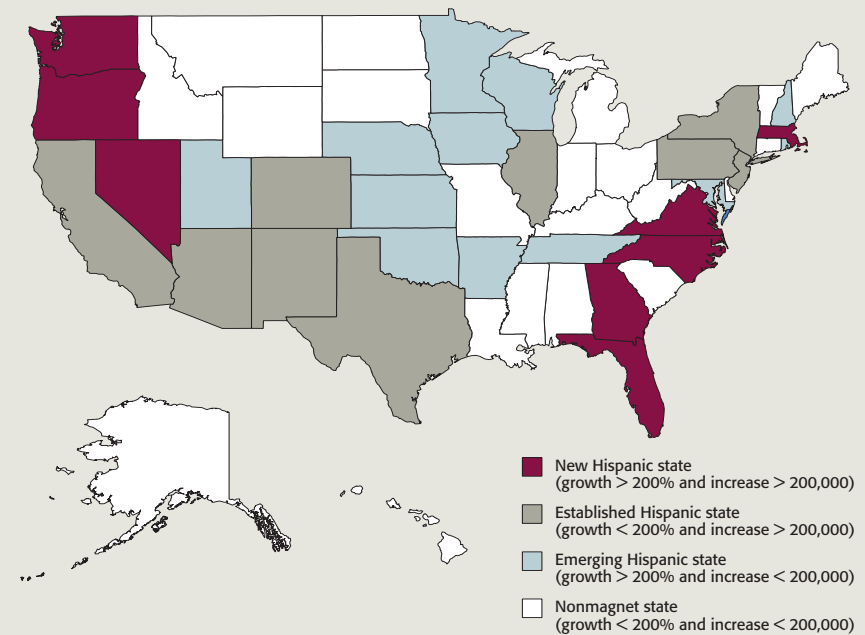 New Hispanic state
(growth > 200% and increase > 200,000)
Established Hispanic state
(growth < 200% and increase > 200,000)
Emerging Hispanic state
(growth > 200% and increase < 200,000)
Nonmagnet state
(growth < 200% and increase < 200,000)